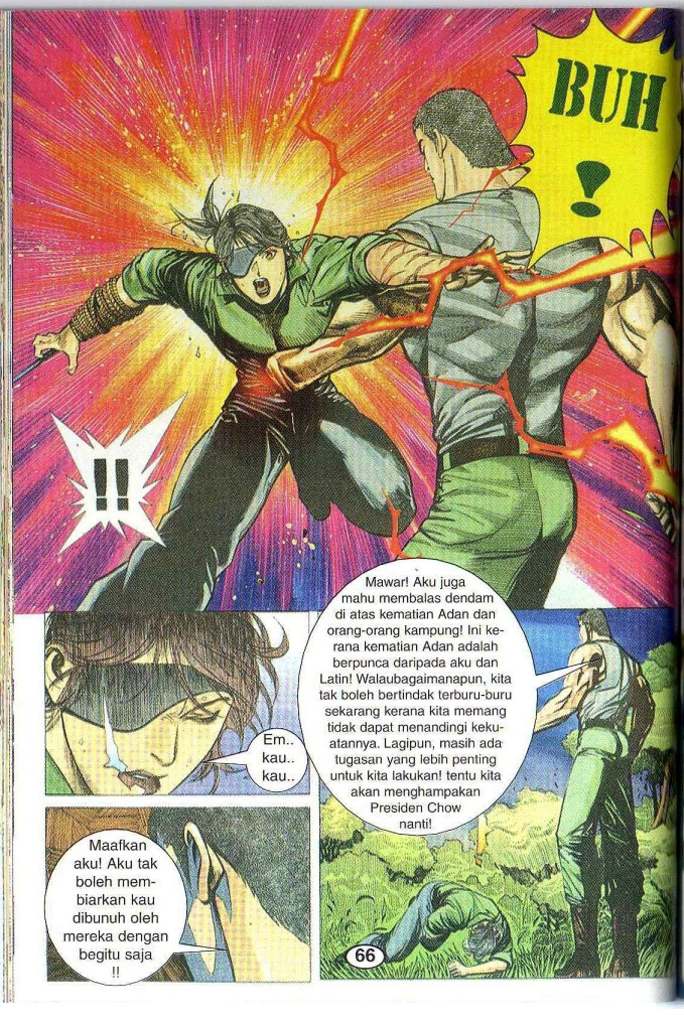 BUH
!
!!
Em..
kau..
kau..
Mawar! Aku juga
mahu membalas dendam
di atas kematian Adan dan
orang-orang kampung! Ini ke-
rana kematian Adan adalah
berpunca daripada aku dan
Latin! Walaubagaimanapun, kita
tak boleh bertindak terburu-buru
sekarang kerana kita memang
tidak dapat menandingi keku-
atannya. Lagipun, masih ada
tugasan yang lebih penting
untuk kita lakukan! tentu kita
akan menghampakan
Presiden Chow
nanti!
Maafkan
aku! Aku tak
boleh mem-
biarkan kau
dibunuh oleh
mereka dengan
begitu saja
!!
66